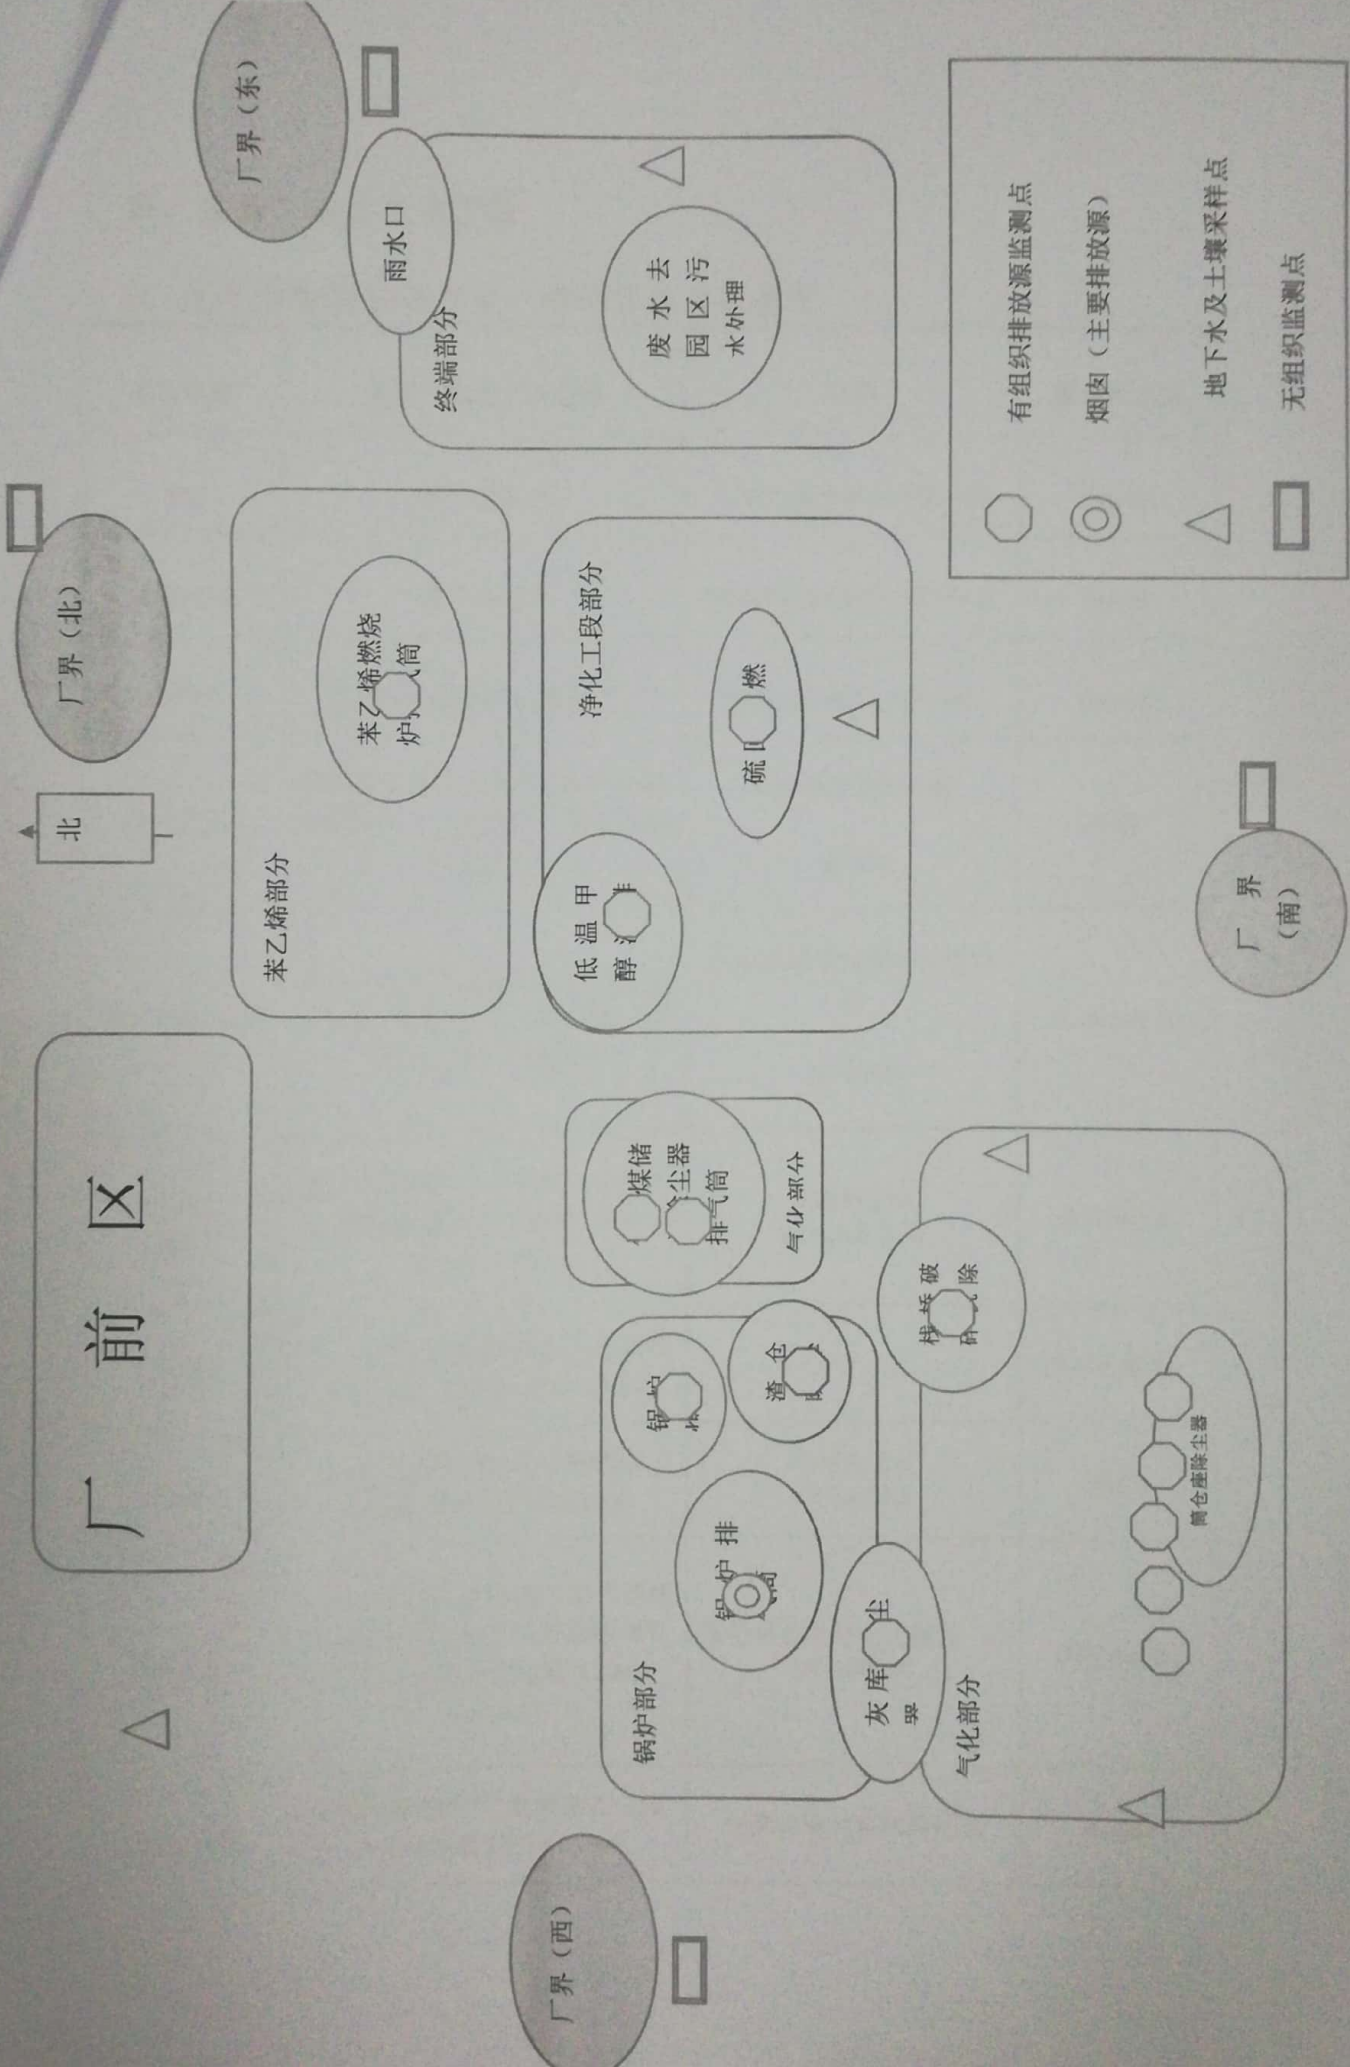 厂界（东）
雨水口
终端部分
废 水 去
园 区 污
水处理
厂界（北）
北
苯乙烯部分
苯乙烯燃烧
炉 筒
净化工段部分
硫 燃
低 温 甲
醇
厂 前 区
煤储
尘器
排气筒
气化部分
锅炉部分
锅 炉
渣 仓
锅 炉 排
筒
灰 库 尘
器
气化部分
破
除
筒仓座除尘器
厂界（西）
厂 界
（南）
有组织排放源监测点
烟囱（主要排放源）
地下水及土壤采样点
无组织监测点